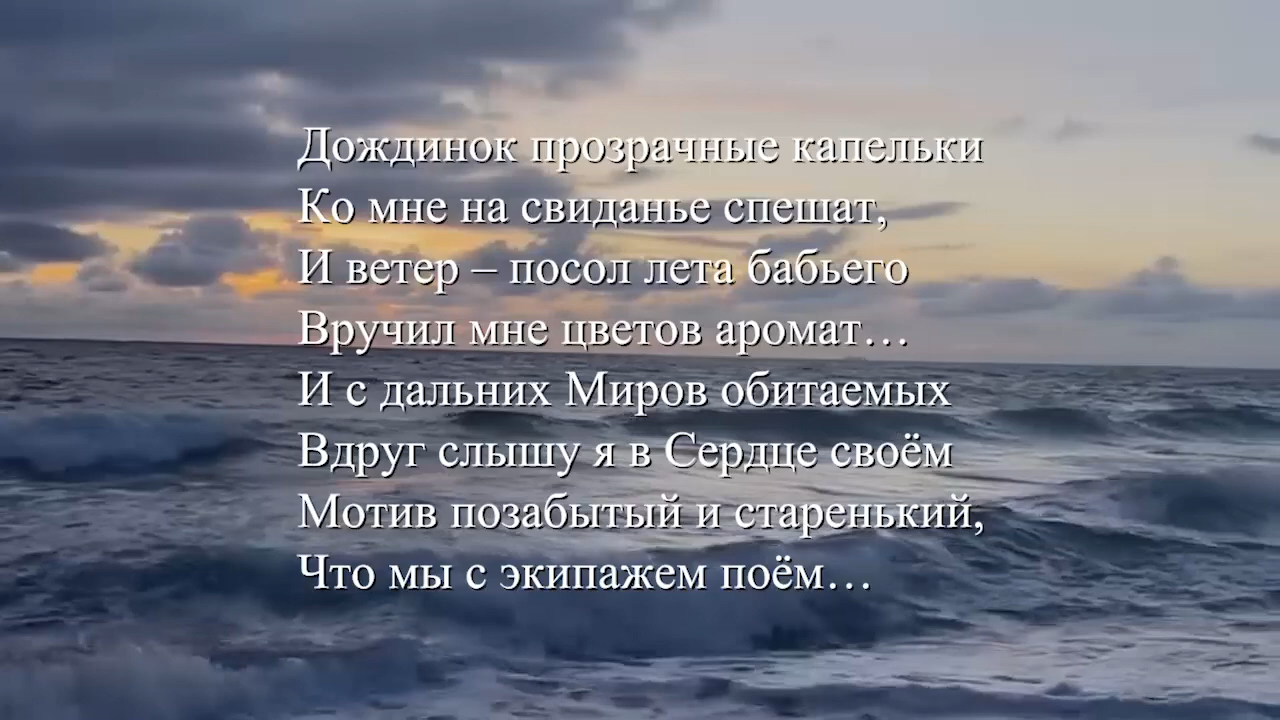 Дождинок прозрачные капельки
Ко мне на свиданье спешат,
И ветер – посол лета бабьего
Вручил мне цветов аромат…
И с дальних Миров обитаемых
Вдруг слышу я в Сердце своём
Мотив позабытый и старенький,
Что мы с экипажем поём…